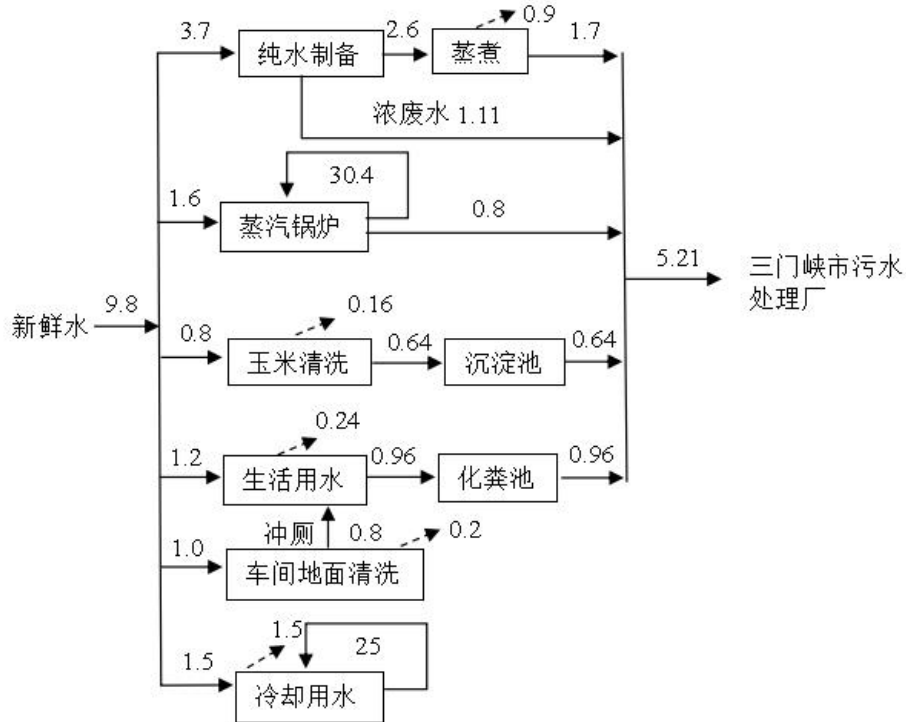 3.7
纯水制备
2.6
蒸煮
0.9
1.7
浓废水 1.11
30.4
1.6
蒸汽锅炉
0.8
5.21
三门峡市污水
处理厂
新鲜水
9.8
0.8
0.16
玉米清洗
0.64
沉淀池
0.64
0.24
1.2
生活用水
0.96
化粪池
0.96
冲厕
0.8
0.2
1.0
车间地面清洗
1.5
25
1.5
冷却用水